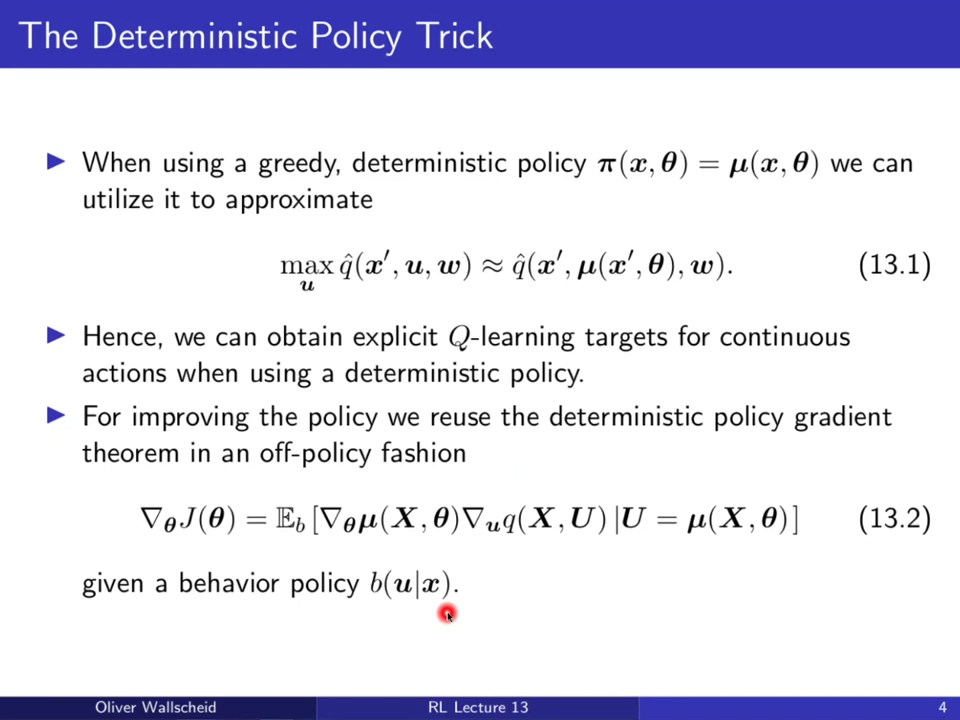 The Deterministic Policy Trick
▶ When using a greedy, deterministic policy π(x, θ) = μ(x, θ) we can
utilize it to approximate
max_u q̂(x′, u, w) ≈ q̂(x′, μ(x′, θ), w). (13.1)
▶ Hence, we can obtain explicit Q-learning targets for continuous
actions when using a deterministic policy.
▶ For improving the policy we reuse the deterministic policy gradient
theorem in an off-policy fashion
∇_θ J(θ) = 𝔼_b [∇_θ μ(X, θ)∇_u q(X, U) |U = μ(X, θ)] (13.2)
given a behavior policy b(u|x).
Oliver Wallscheid RL Lecture 13 4